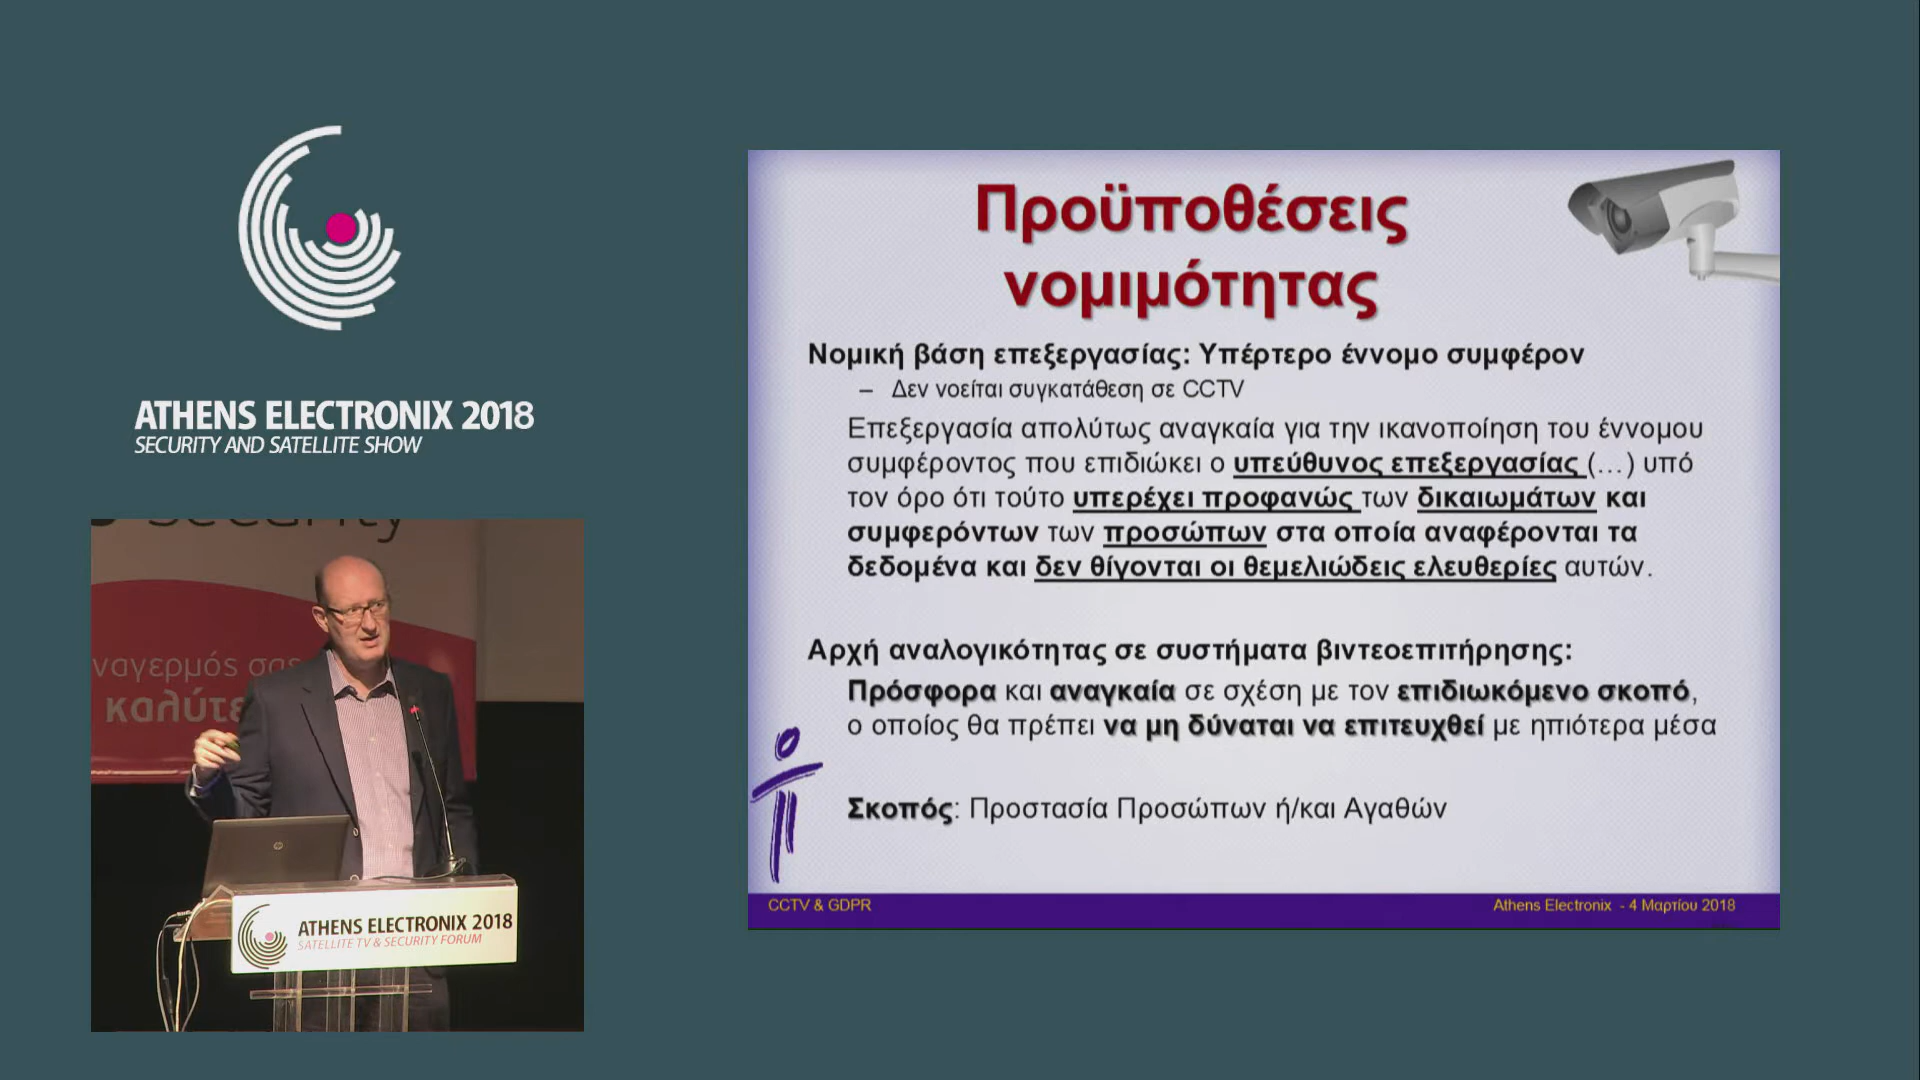 ATHENS ELECTRONIX 2018
SECURITY AND SATELLITE SHOW
Security
ναγερμός σας
καλύτε
ATHENS ELECTRONIX 2018
SATELLITE TV & SECURITY FORUM
Προϋποθέσεις
νομιμότητας
Νομική βάση επεξεργασίας: Υπέρτερο έννομο συμφέρον
– Δεν νοείται συγκατάθεση σε CCTV
Επεξεργασία απολύτως αναγκαία για την ικανοποίηση του έννομου
συμφέροντος που επιδιώκει ο υπεύθυνος επεξεργασίας (…) υπό
τον όρο ότι τούτο υπερέχει προφανώς των δικαιωμάτων και
συμφερόντων των προσώπων στα οποία αναφέρονται τα
δεδομένα και δεν θίγονται οι θεμελιώδεις ελευθερίες αυτών.
Αρχή αναλογικότητας σε συστήματα βιντεοεπιτήρησης:
Πρόσφορα και αναγκαία σε σχέση με τον επιδιωκόμενο σκοπό,
ο οποίος θα πρέπει να μη δύναται να επιτευχθεί με ηπιότερα μέσα
Σκοπός: Προστασία Προσώπων ή/και Αγαθών
CCTV & GDPR
Athens Electronix - 4 Μαρτίου 2018